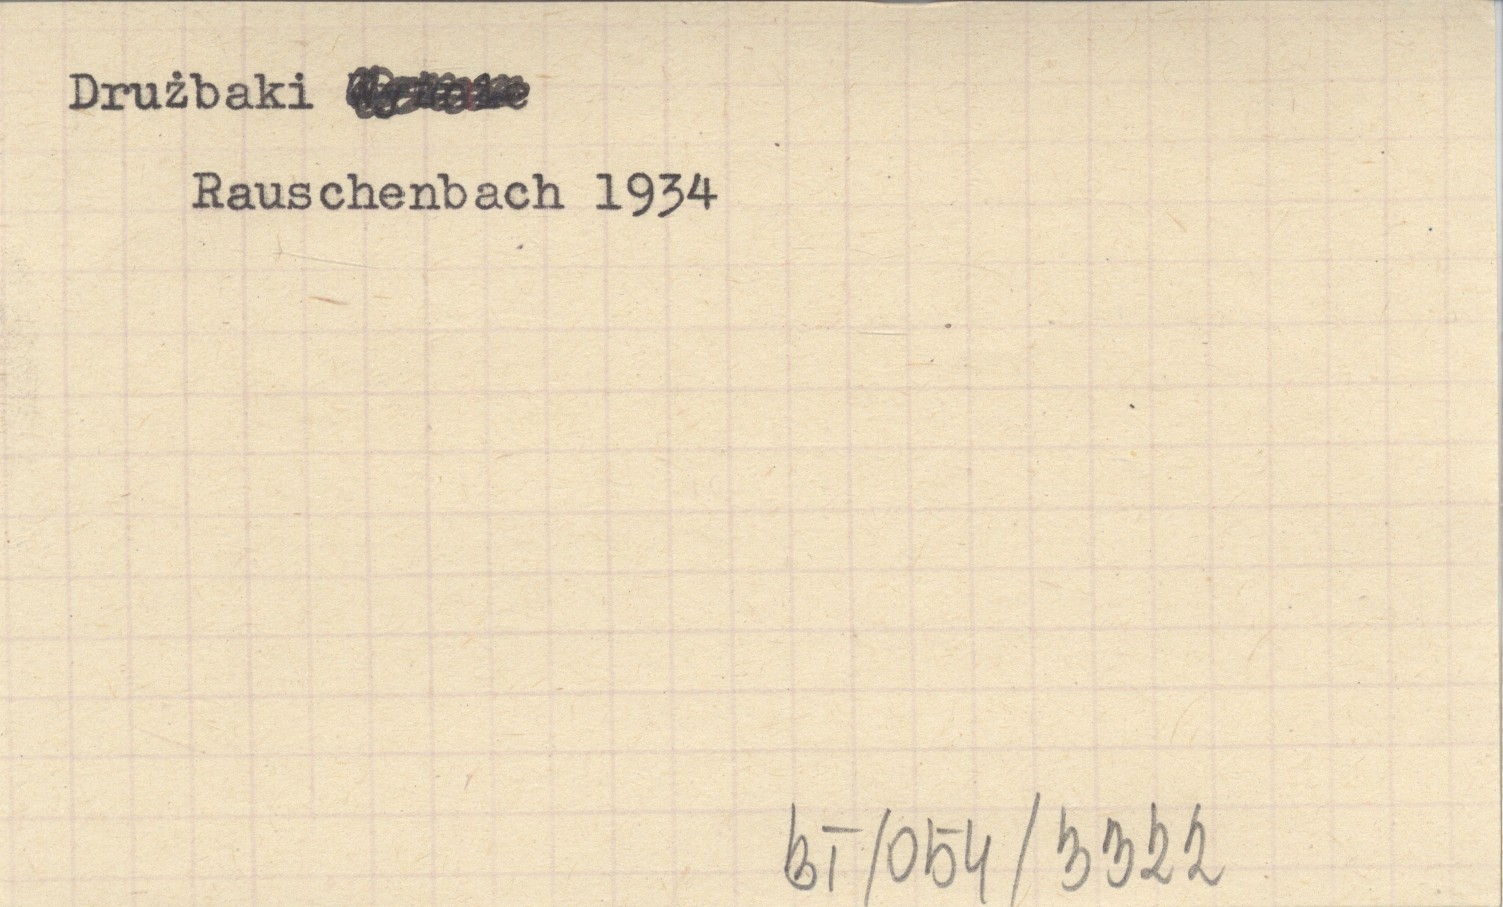 Drużbaki
Rauschenbach 1934
bI/054/3322